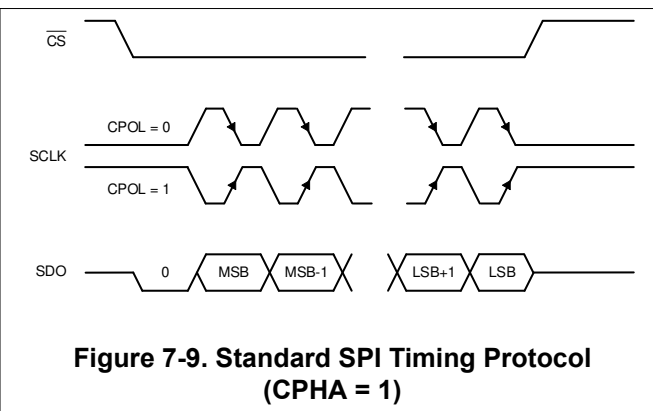 CS
CPOL = 0
SCLK
CPOL = 1
SDO 0 MSB MSB-1 LSB+1 LSB
Figure 7-9. Standard SPI Timing Protocol
(CPHA = 1)